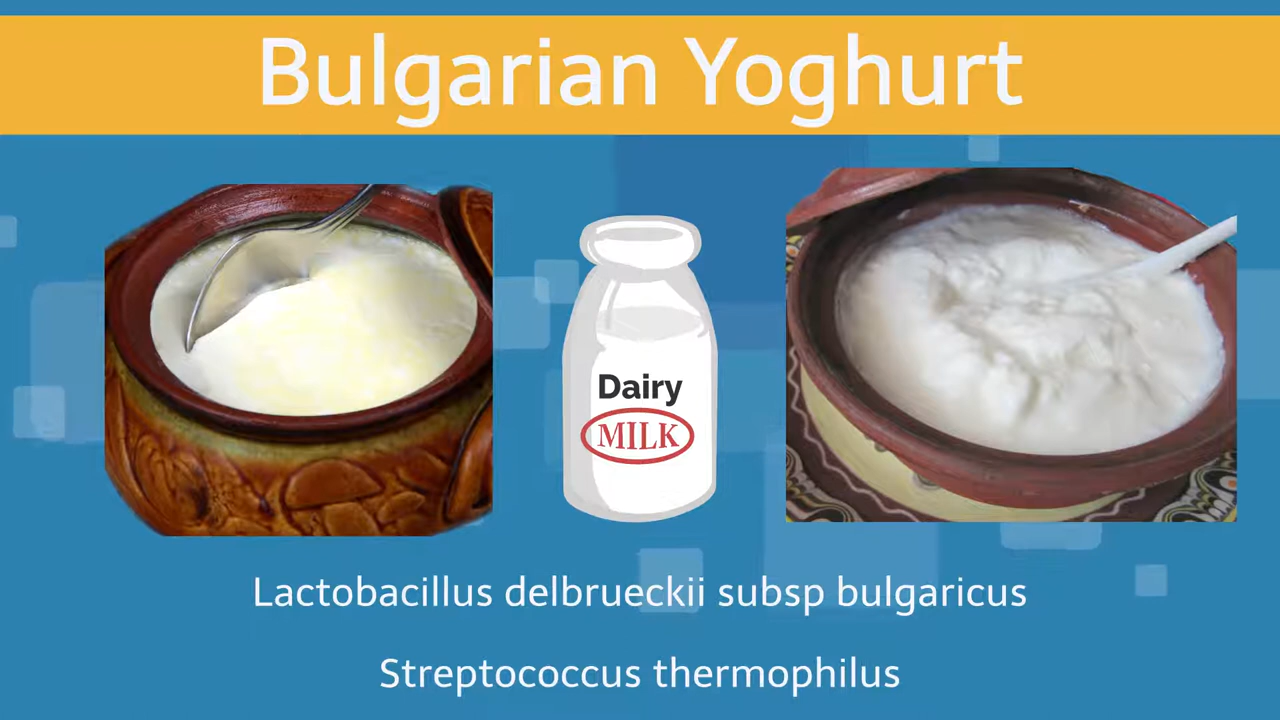 Bulgarian Yoghurt
Dairy
MILK
Lactobacillus delbrueckii subsp bulgaricus
Streptococcus thermophilus